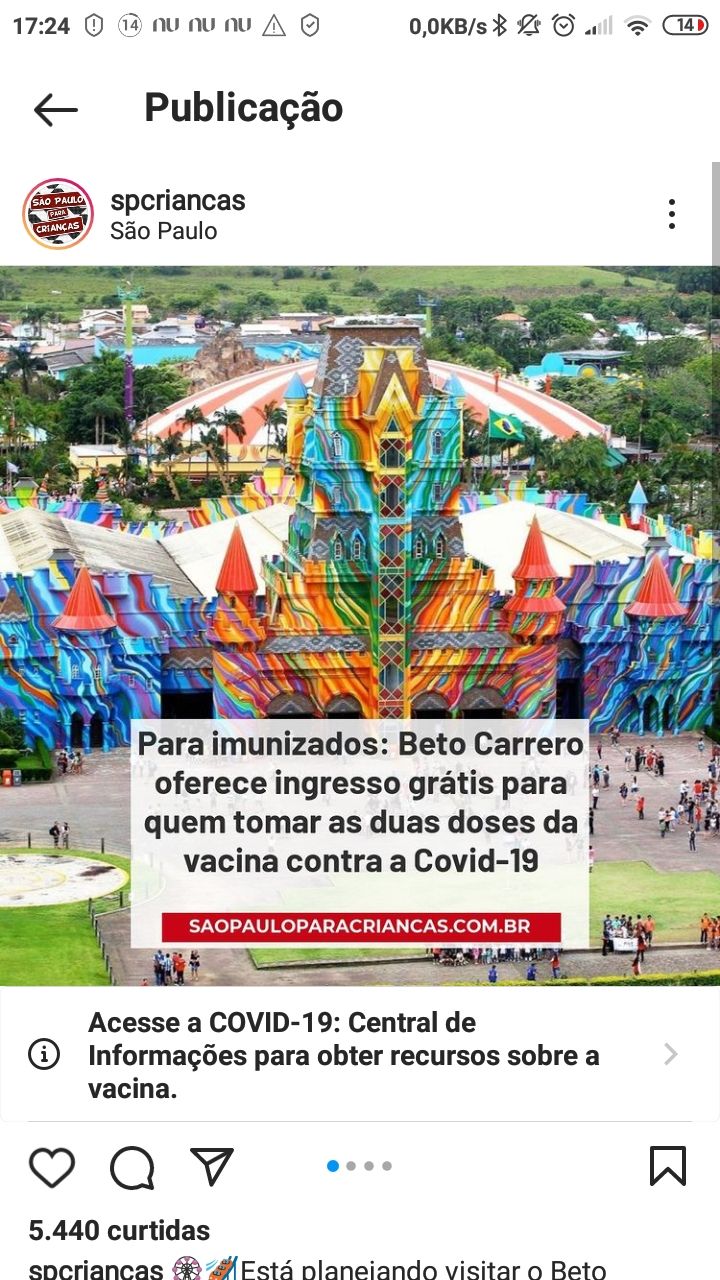 17:24 14 0,0KB/s 14
Publicação
SÃO PAULO
PARA
CRIANÇAS
spcriancas
São Paulo
Para imunizados: Beto Carrero
oferece ingresso grátis para
quem tomar as duas doses da
vacina contra a Covid-19
SAOPAULOPARACRIANCAS.COM.BR
Acesse a COVID-19: Central de
Informações para obter recursos sobre a
vacina.
5.440 curtidas
spcriancas 🎡🎢Está planejando visitar o Beto